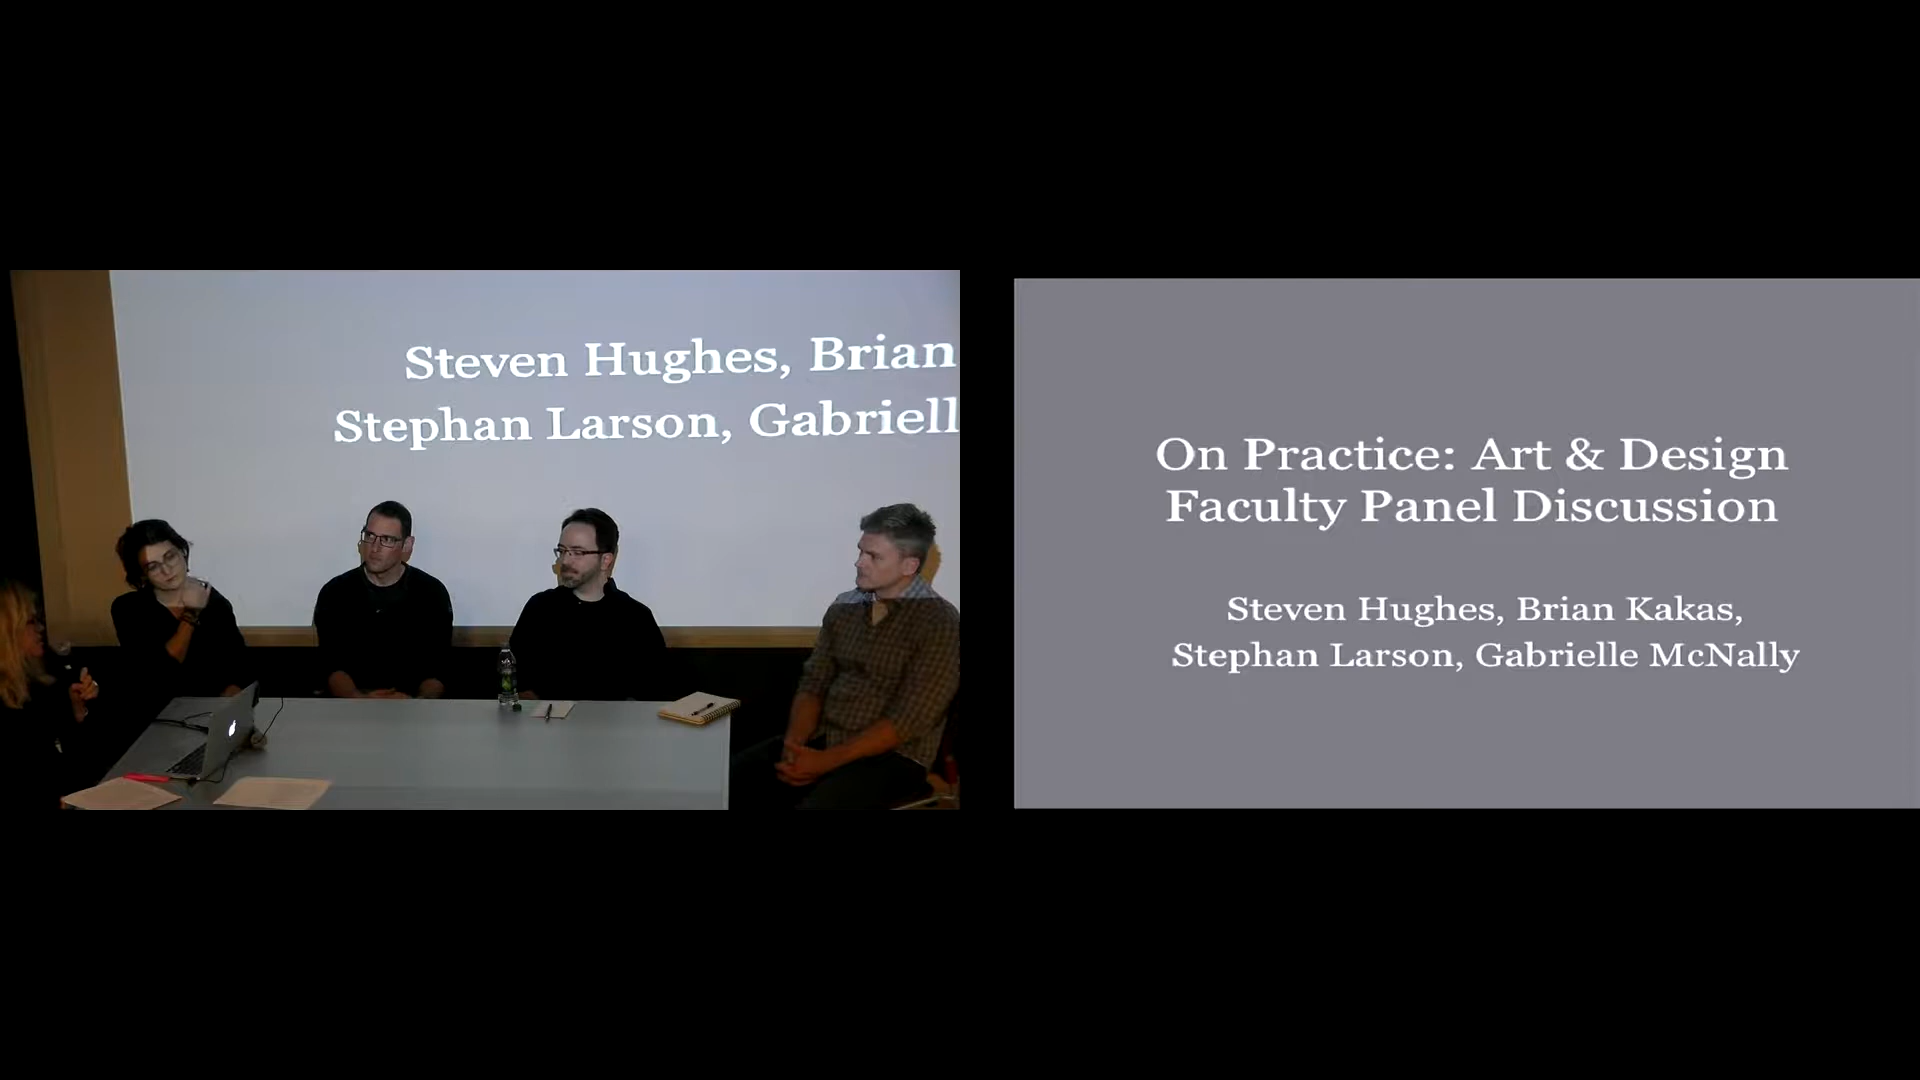 Steven Hughes, Brian
Stephan Larson, Gabriell
On Practice: Art & Design
Faculty Panel Discussion
Steven Hughes, Brian Kakas,
Stephan Larson, Gabrielle McNally